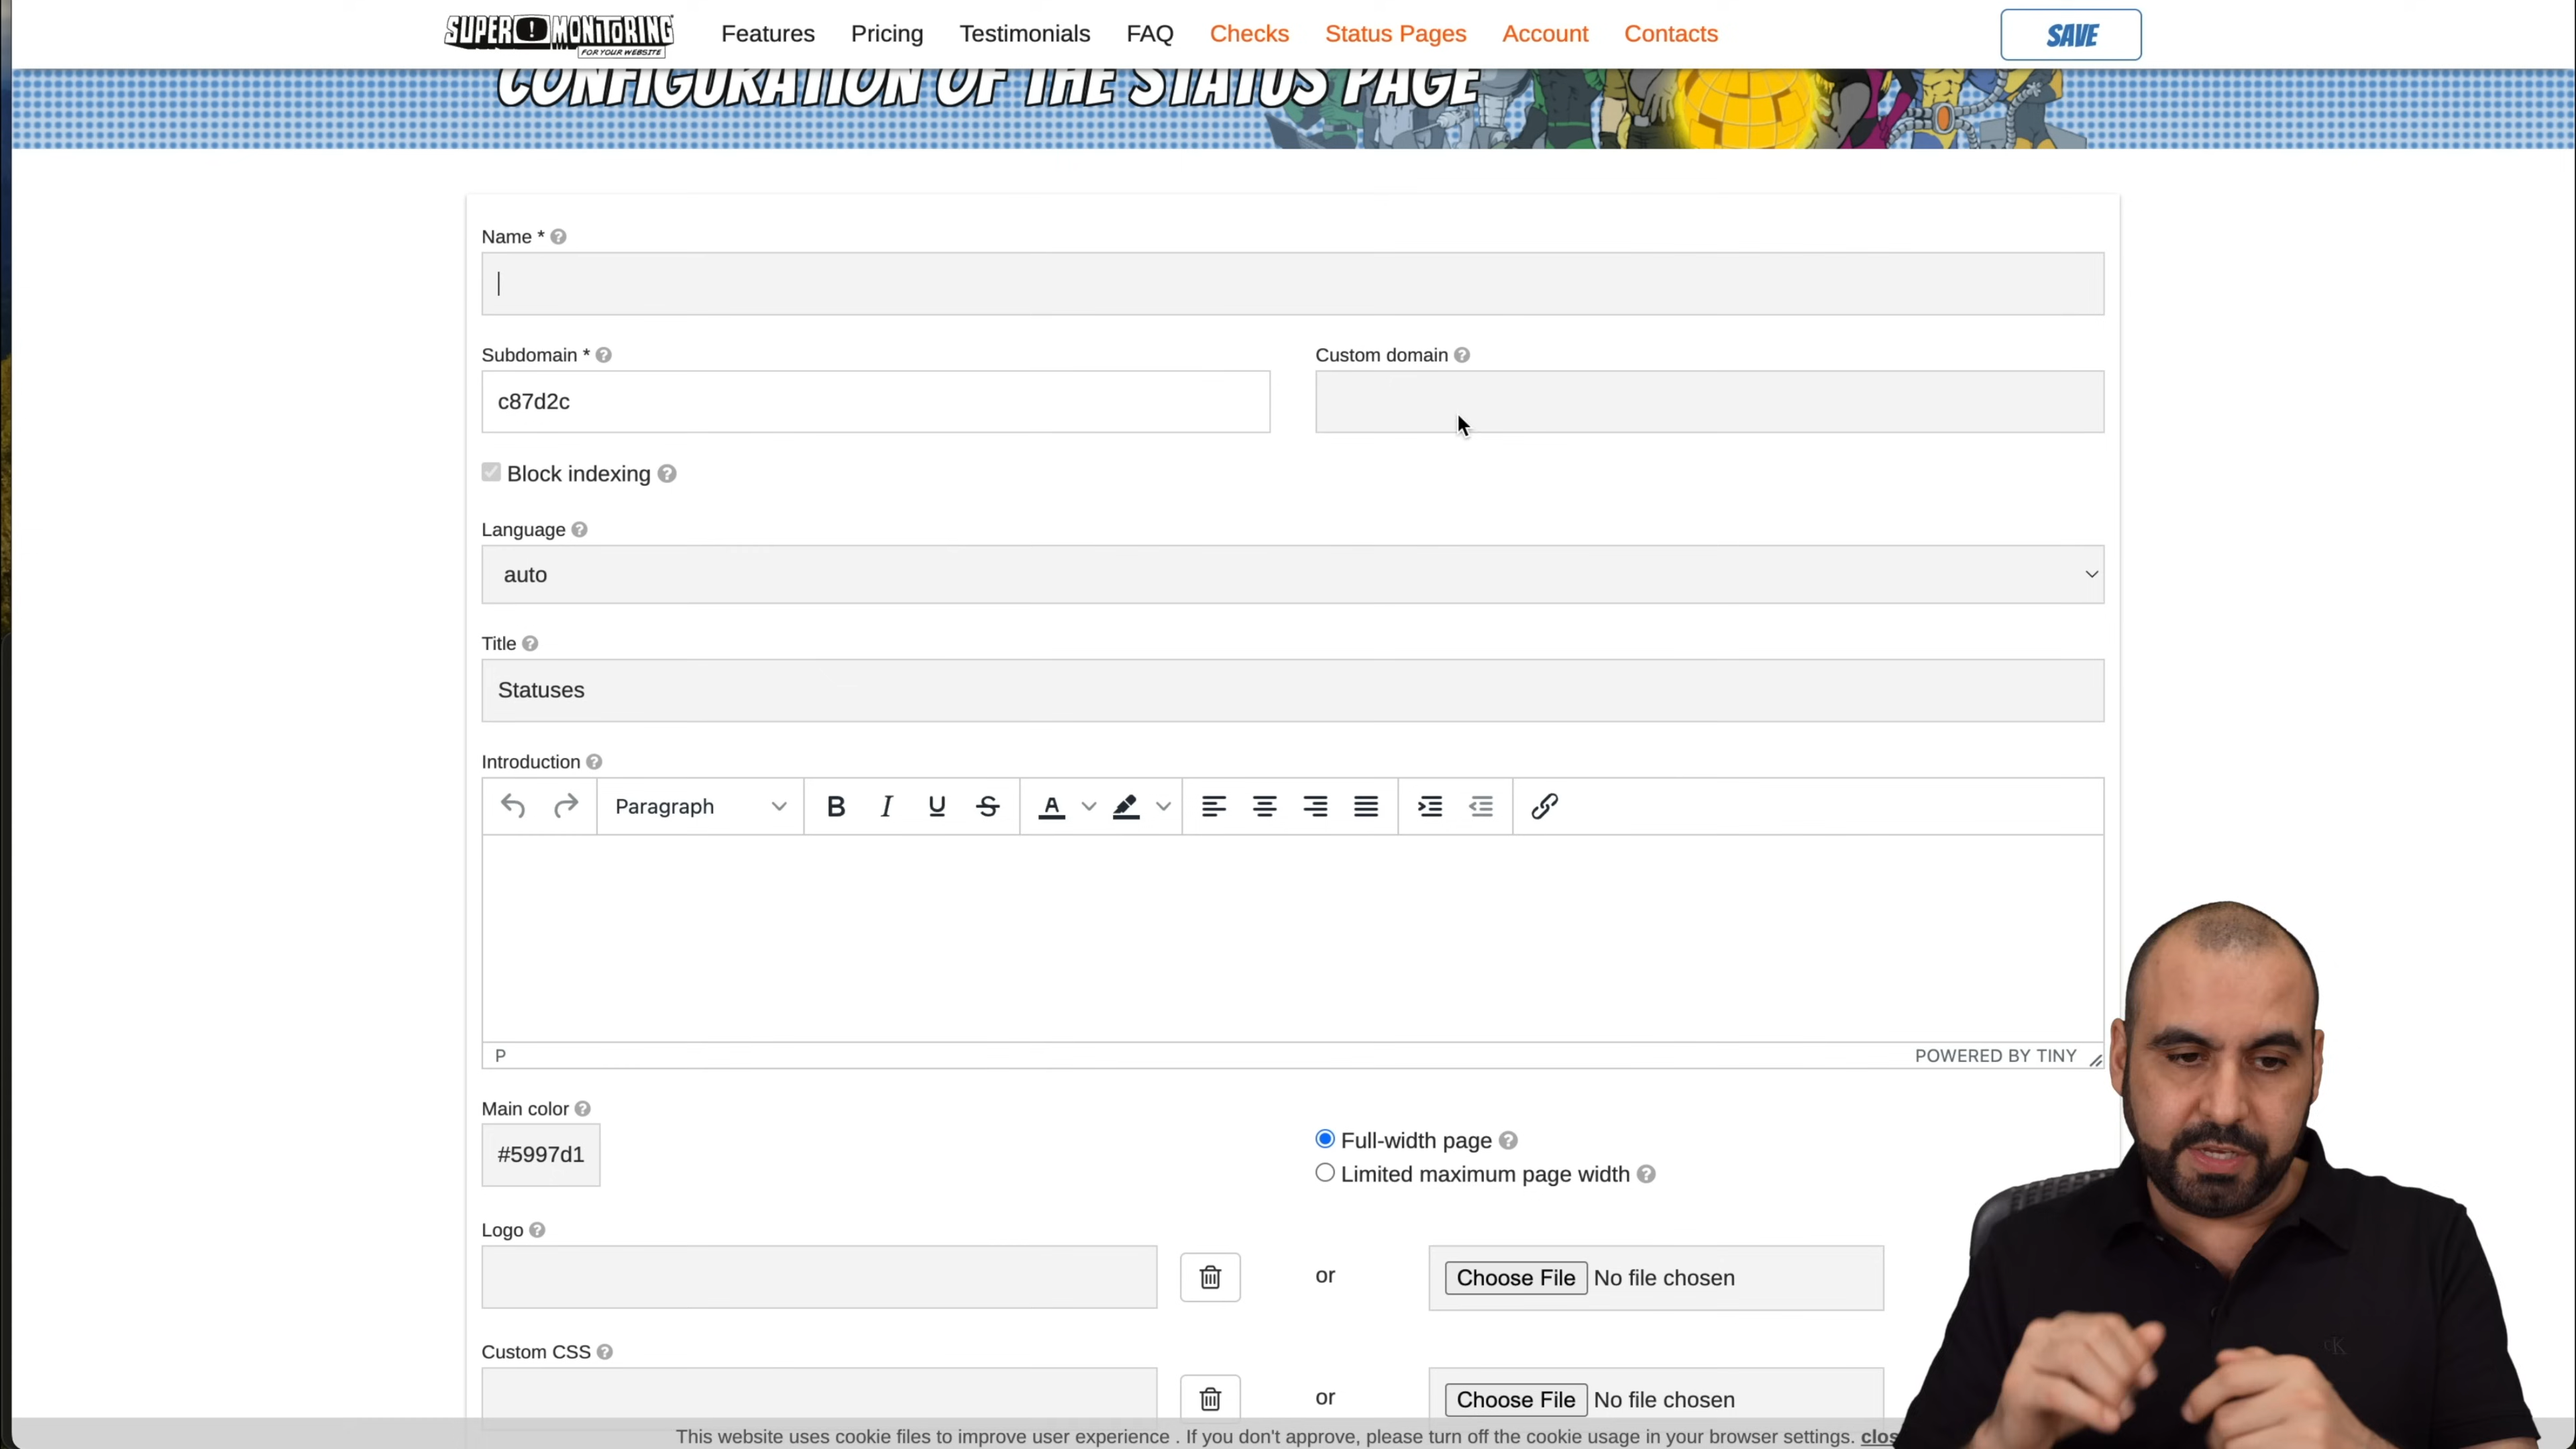 SUPER ! MONITORING
FOR YOUR WEBSITE
Features Pricing Testimonials FAQ Checks Status Pages Account Contacts SAVE
CONFIGURATION OF THE STATUS PAGE
Name * ?
Subdomain * ? Custom domain ?
c87d2c
Block indexing ?
Language ?
auto
Title ?
Statuses
Introduction ?
Paragraph B I U S A
P POWERED BY TINY
Main color ?
#5997d1 Full-width page ?
Limited maximum page width ?
Logo ?
or Choose File No file chosen
Custom CSS ?
or Choose File No file chosen
This website uses cookie files to improve user experience . If you don't approve, please turn off the cookie usage in your browser settings. clos
cK